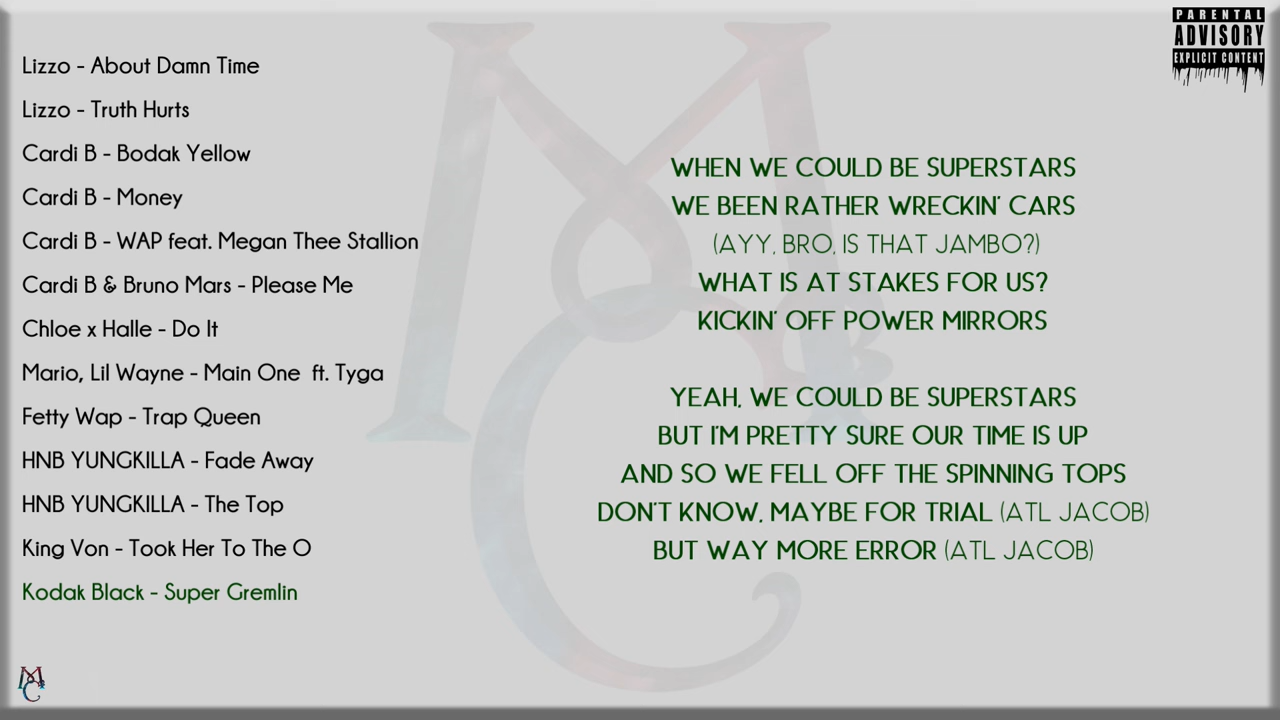 Lizzo - About Damn Time
Lizzo - Truth Hurts
Cardi B - Bodak Yellow
Cardi B - Money
Cardi B - WAP feat. Megan Thee Stallion
Cardi B & Bruno Mars - Please Me
Chloe x Halle - Do It
Mario, Lil Wayne - Main One  ft. Tyga
Fetty Wap - Trap Queen
HNB YUNGKILLA - Fade Away
HNB YUNGKILLA - The Top
King Von - Took Her To The O
Kodak Black - Super Gremlin
PARENTAL
ADVISORY
EXPLICIT CONTENT
WHEN WE COULD BE SUPERSTARS
WE BEEN RATHER WRECKIN' CARS
(AYY, BRO, IS THAT JAMBO?)
WHAT IS AT STAKES FOR US?
KICKIN' OFF POWER MIRRORS
YEAH, WE COULD BE SUPERSTARS
BUT I'M PRETTY SURE OUR TIME IS UP
AND SO WE FELL OFF THE SPINNING TOPS
DON'T KNOW, MAYBE FOR TRIAL (ATL JACOB)
BUT WAY MORE ERROR (ATL JACOB)
MC
MC